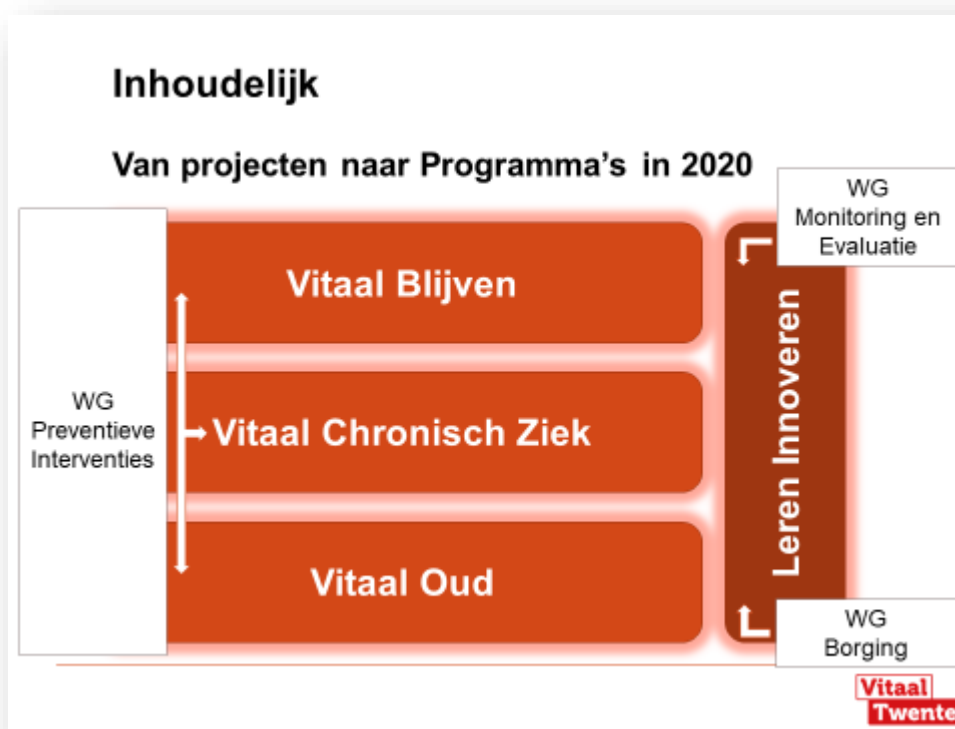 Inhoudelijk
Van projecten naar Programma's in 2020
WG
Monitoring en
Evaluatie
WG
Preventieve
Interventies
Vitaal Blijven
Vitaal Chronisch Ziek
Vitaal Oud
Leren Innoveren
WG
Borging
Vitaal
Twente